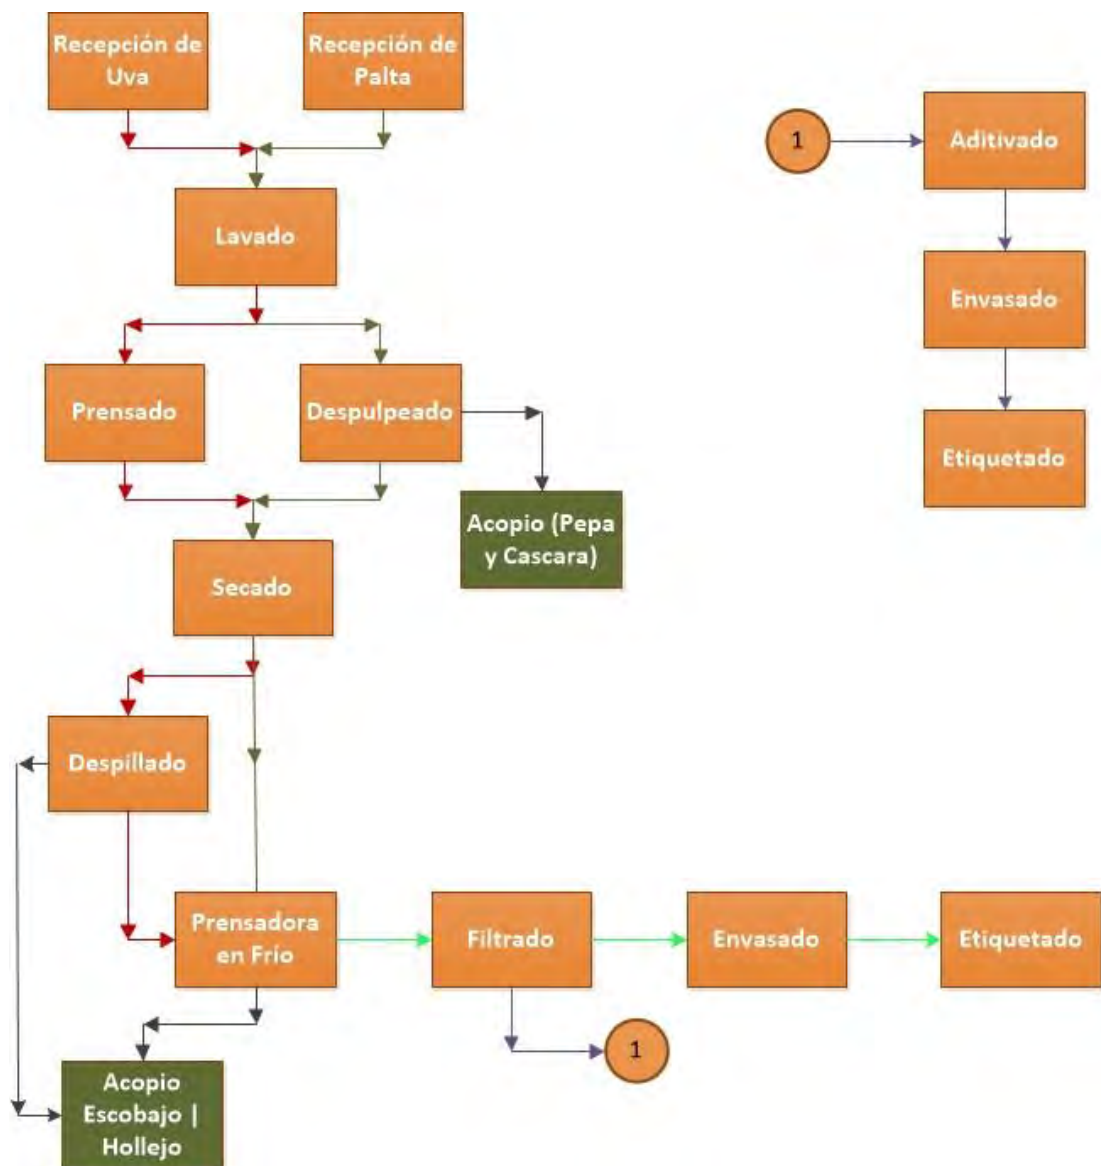 Recepción de
Uva
Recepción de
Palta
1
Aditivado
Lavado
Envasado
Prensado
Despulpeado
Etiquetado
Acopio (Pepa
y Cascara)
Secado
Despillado
Prensadora
en Frío
Filtrado
Envasado
Etiquetado
1
Acopio
Escobajo |
Hollejo